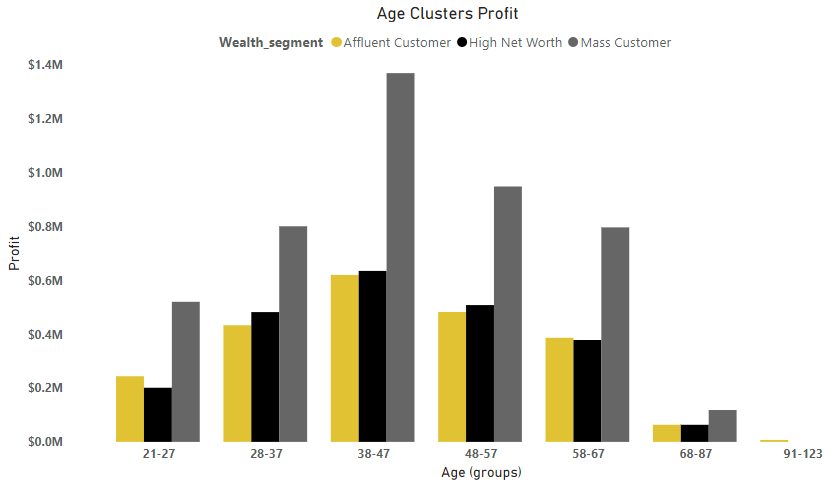 Age Clusters Profit
Wealth_segment Affluent Customer High Net Worth Mass Customer
$1.4M
$1.2M
$1.0M
$0.8M
$0.6M
$0.4M
$0.2M
$0.0M
Profit
21-27 28-37 38-47 48-57 58-67 68-87 91-123
Age (groups)